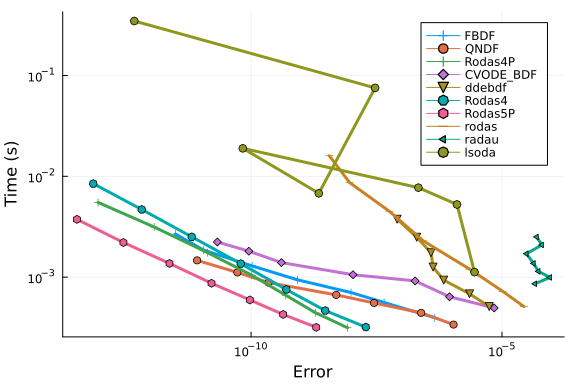 FBDF
QNDF
Rodas4P
CVODE_BDF
ddebdf
Rodas4
Rodas5P
rodas
radau
lsoda
Time (s)
10⁻¹
10⁻²
10⁻³
10⁻¹⁰
10⁻⁵
Error